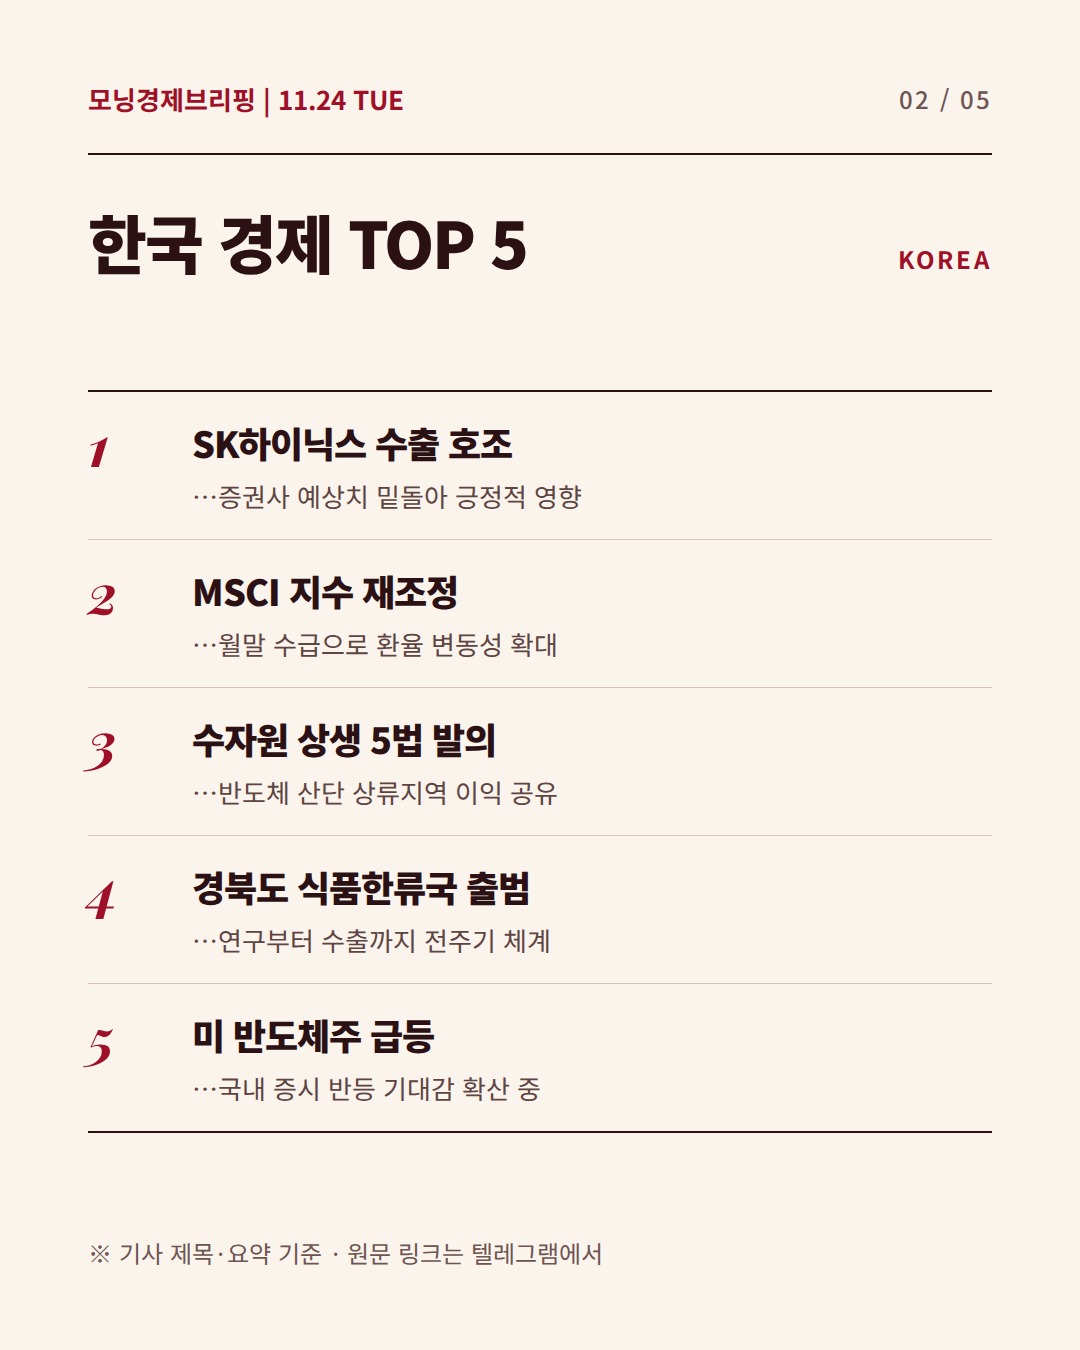 모닝경제브리핑 | 11.24 TUE
02 / 05
한국 경제 TOP 5
KOREA
1
SK하이닉스 수출 호조
…증권사 예상치 밑돌아 긍정적 영향
2
MSCI 지수 재조정
…월말 수급으로 환율 변동성 확대
3
수자원 상생 5법 발의
…반도체 산단 상류지역 이익 공유
4
경북도 식품한류국 출범
…연구부터 수출까지 전주기 체계
5
미 반도체주 급등
…국내 증시 반등 기대감 확산 중
※ 기사 제목·요약 기준 · 원문 링크는 텔레그램에서